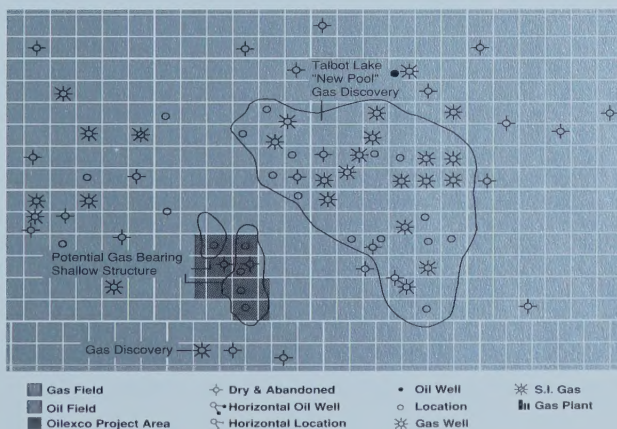 Talbot Lake
"New Pool"
Gas Discovery
Potential Gas Bearing
Shallow Structure
Gas Discovery
Gas Field
Oil Field
Oilexco Project Area
Dry & Abandoned
Horizontal Oil Well
Horizontal Location
Oil Well
Location
Gas Well
S.I. Gas
Gas Plant